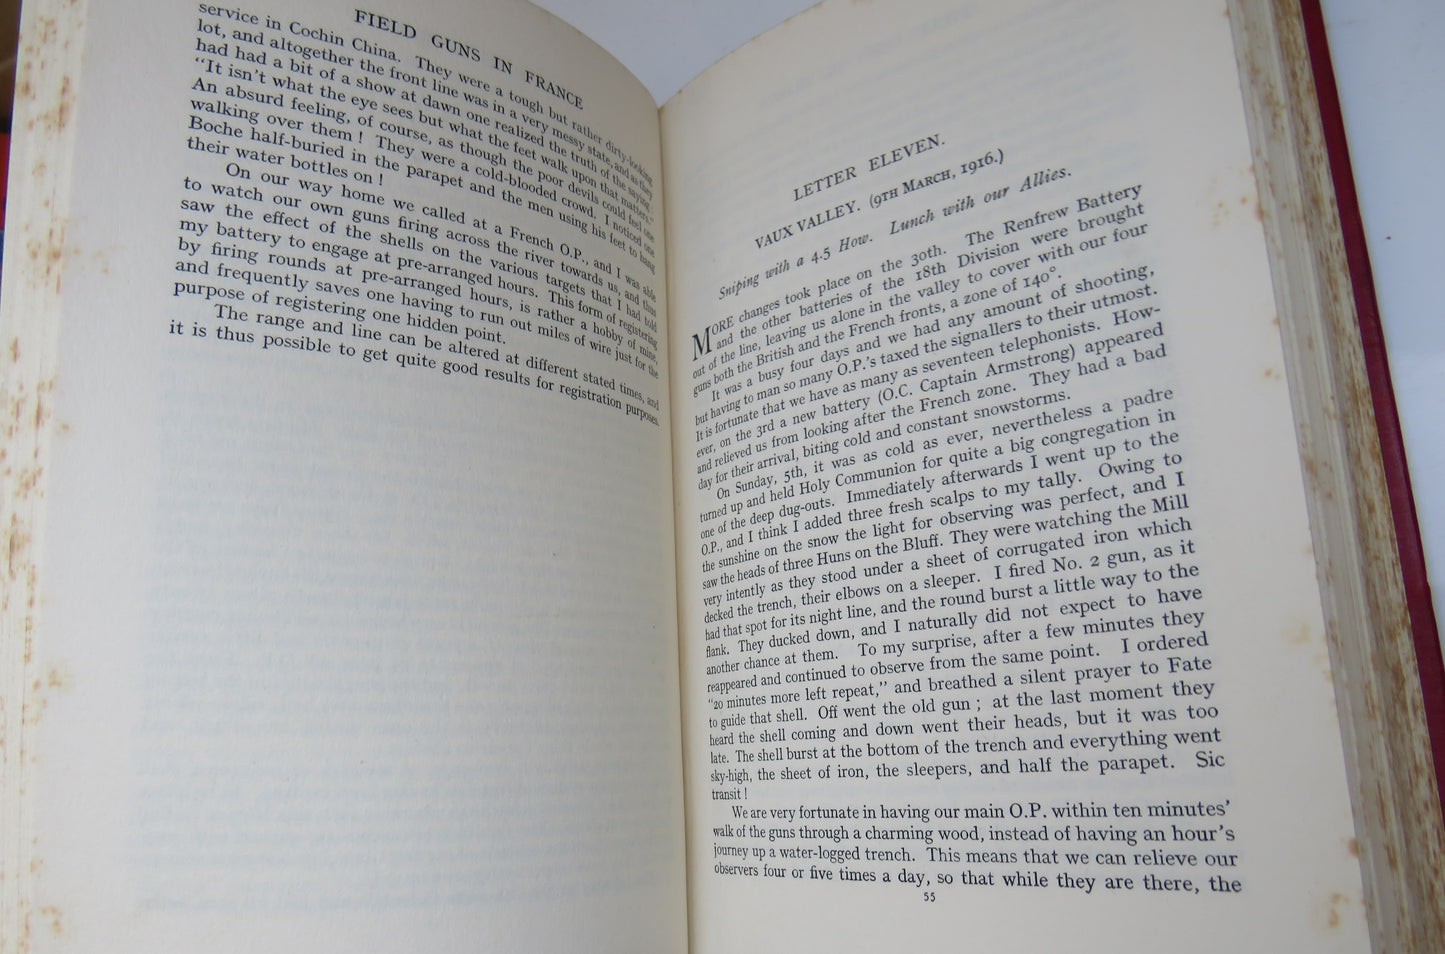 FIELD GUNS IN FRANCE
service in Cochin China. They were a tough but rather dirty-looking
lot, and altogether the front line was in a very messy state, and as they
had had a bit of a show at dawn one realized the truth of the saying,
"It isn't what the eye sees but what the feet walk upon that matters."
An absurd feeling, of course, as though the poor devils could feel one
walking over them! They were a cold-blooded crowd, I noticed one
Boche half-buried in the parapet and the men using his feet to hang
their water bottles on!
On our way home we called at a French O.P., and I was able
to watch our own guns firing across the river towards us, and thus
saw the effect of the shells on the various targets that I had told
my battery to engage at pre-arranged hours. This form of registering
by firing rounds at pre-arranged hours, is rather a hobby of mine,
and frequently saves one having to run out miles of wire just for the
purpose of registering one hidden point.
The range and line can be altered at different stated times, and
it is thus possible to get quite good results for registration purposes.
LETTER ELEVEN.
VAUX VALLEY. (9TH MARCH, 1916.)
Sniping with a 4.5 How. Lunch with our Allies.
MORE changes took place on the 30th. The Renfrew Battery
and the other batteries of the 18th Division were brought
out of the line, leaving us alone in the valley to cover with our four
guns both the British and the French fronts, a zone of 140°.
It was a busy four days and we had any amount of shooting,
but having to man so many O.P.'s taxed the signallers to their utmost.
It is fortunate that we have as many as seventeen telephonists. How-
ever, on the 3rd a new battery (O.C. Captain Armstrong) appeared
and relieved us from looking after the French zone. They had a bad
day for their arrival, biting cold and constant snowstorms.
On Sunday, 5th, it was as cold as ever, nevertheless a padre
turned up and held Holy Communion for quite a big congregation in
one of the deep dug-outs. Immediately afterwards I went up to the
O.P., and I think I added three fresh scalps to my tally. Owing to
the sunshine on the snow the light for observing was perfect, and I
saw the heads of three Huns on the Bluff. They were watching the Mill
very intently as they stood under a sheet of corrugated iron which
decked the trench, their elbows on a sleeper. I fired No. 2 gun, as it
had that spot for its night line, and the round burst a little way to the
flank. They ducked down, and I naturally did not expect to have
another chance at them. To my surprise, after a few minutes they
reappeared and continued to observe from the same point. I ordered
"20 minutes more left repeat," and breathed a silent prayer to Fate
to guide that shell. Off went the old gun; at the last moment they
heard the shell coming and down went their heads, but it was too
late. The shell burst at the bottom of the trench and everything went
sky-high, the sheet of iron, the sleepers, and half the parapet. Sic
transit!
We are very fortunate in having our main O.P. within ten minutes'
walk of the guns through a charming wood, instead of having an hour's
journey up a water-logged trench. This means that we can relieve our
observers four or five times a day, so that while they are there, the
55